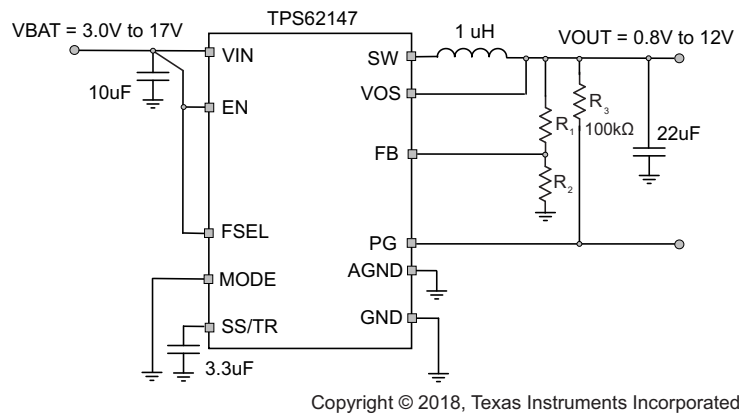 TPS62147
VBAT = 3.0V to 17V
1 uH
VOUT = 0.8V to 12V
VIN
SW
10uF
VOS
EN
R3
R1
100kΩ
22uF
FB
R2
FSEL
PG
MODE
AGND
SS/TR
GND
3.3uF
Copyright © 2018, Texas Instruments Incorporated